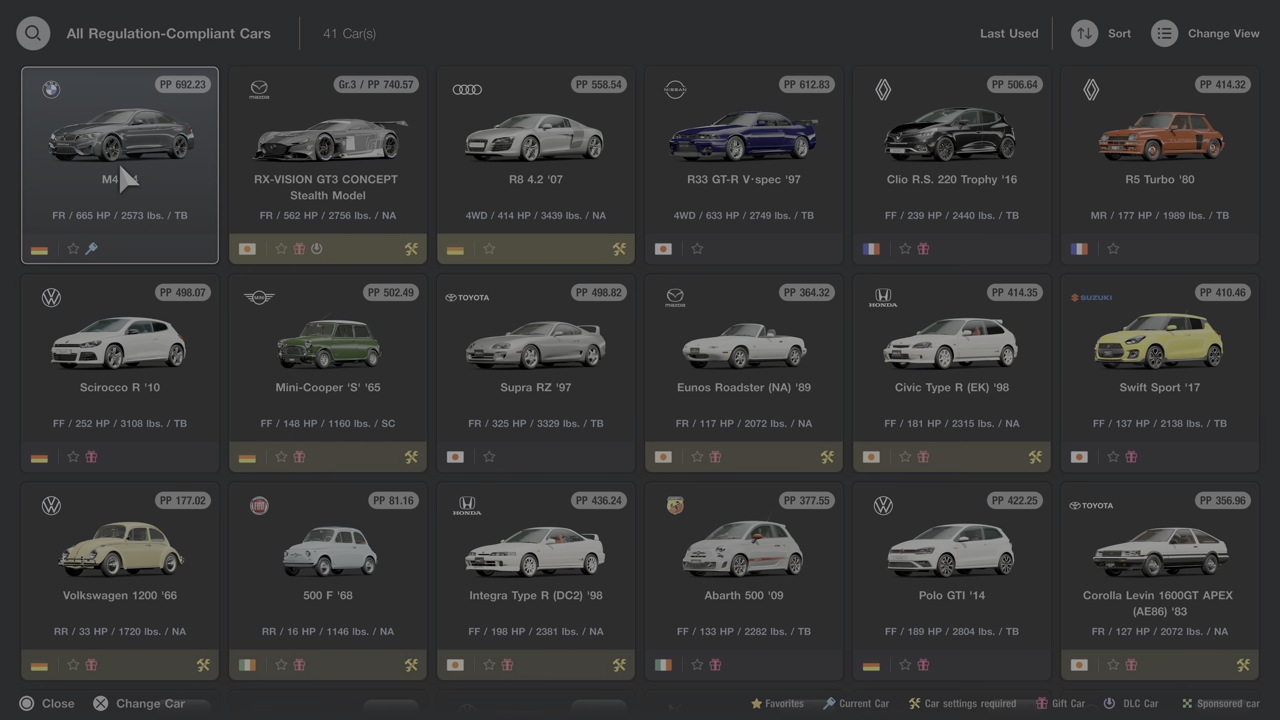 All Regulation-Compliant Cars
41 Car(s)
Last Used
Sort
Change View
PP 692.23
M4
FR / 665 HP / 2573 lbs. / TB
mazda
Gr.3 / PP 740.57
RX-VISION GT3 CONCEPT
Stealth Model
FR / 562 HP / 2756 lbs. / NA
PP 558.54
R8 4.2 '07
4WD / 414 HP / 3439 lbs. / NA
NISSAN
PP 612.83
R33 GT-R V·spec '97
4WD / 633 HP / 2749 lbs. / TB
PP 506.64
Clio R.S. 220 Trophy '16
FF / 239 HP / 2440 lbs. / TB
PP 414.32
R5 Turbo '80
MR / 177 HP / 1989 lbs. / TB
PP 498.07
Scirocco R '10
FF / 252 HP / 3108 lbs. / TB
MINI
PP 502.49
Mini-Cooper 'S' '65
FF / 148 HP / 1160 lbs. / SC
TOYOTA
PP 498.82
Supra RZ '97
FR / 325 HP / 3329 lbs. / TB
mazda
PP 364.32
Eunos Roadster (NA) '89
FR / 117 HP / 2072 lbs. / NA
HONDA
PP 414.35
Civic Type R (EK) '98
FF / 181 HP / 2315 lbs. / NA
SUZUKI
PP 410.46
Swift Sport '17
FF / 137 HP / 2138 lbs. / TB
PP 177.02
Volkswagen 1200 '66
RR / 33 HP / 1720 lbs. / NA
FIAT
PP 81.16
500 F '68
RR / 16 HP / 1146 lbs. / NA
HONDA
PP 436.24
Integra Type R (DC2) '98
FF / 198 HP / 2381 lbs. / NA
PP 377.55
Abarth 500 '09
FF / 133 HP / 2282 lbs. / TB
PP 422.25
Polo GTI '14
FF / 189 HP / 2804 lbs. / TB
TOYOTA
PP 356.96
Corolla Levin 1600GT APEX
(AE86) '83
FR / 127 HP / 2072 lbs. / NA
Close
Change Car
Favorites
Current Car
Car settings required
Gift Car
DLC Car
Sponsored car